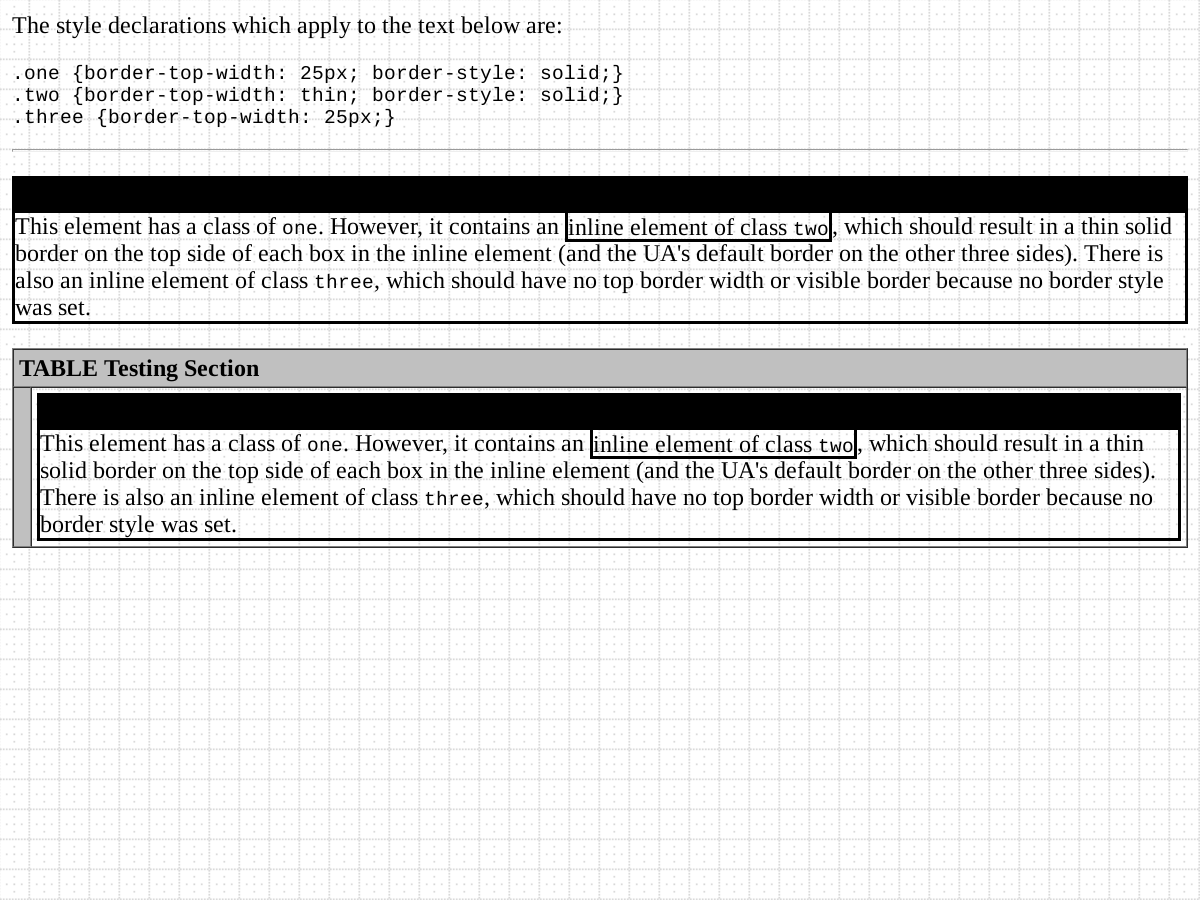 The style declarations which apply to the text below are:
.one {border-top-width: 25px; border-style: solid;}
.two {border-top-width: thin; border-style: solid;}
.three {border-top-width: 25px;}
This element has a class of one. However, it contains an inline element of class two, which should result in a thin solid
border on the top side of each box in the inline element (and the UA's default border on the other three sides). There is
also an inline element of class three, which should have no top border width or visible border because no border style
was set.
TABLE Testing Section
This element has a class of one. However, it contains an inline element of class two, which should result in a thin
solid border on the top side of each box in the inline element (and the UA's default border on the other three sides).
There is also an inline element of class three, which should have no top border width or visible border because no
border style was set.